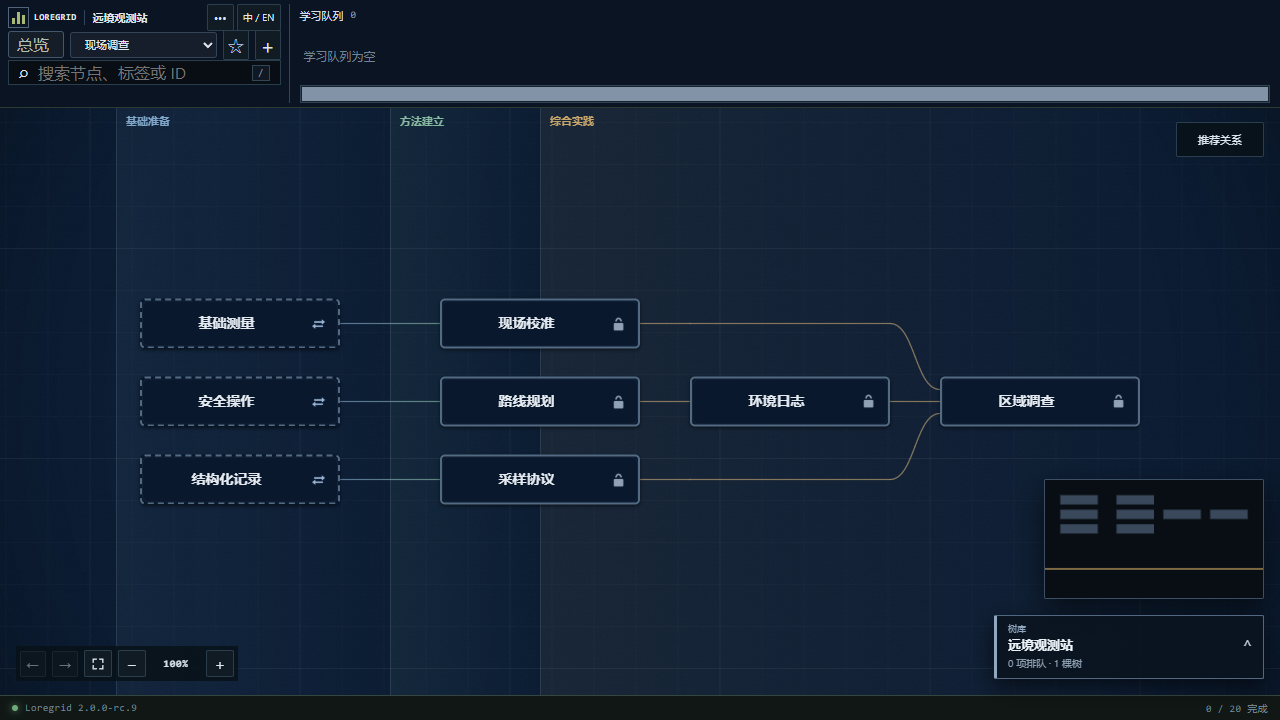 LOREGRID 远境观测站 ••• 中 / EN
总览 现场调查 ☆ +
搜索节点、标签或 ID /
学习队列 0
学习队列为空
基础准备 方法建立 综合实践
推荐关系
基础测量 现场校准
安全操作 路线规划 环境日志 区域调查
结构化记录 采样协议
树库
远境观测站
0 项排队 · 1 棵树
← → − 100% +
Loregrid 2.0.0-rc.9 0 / 20 完成